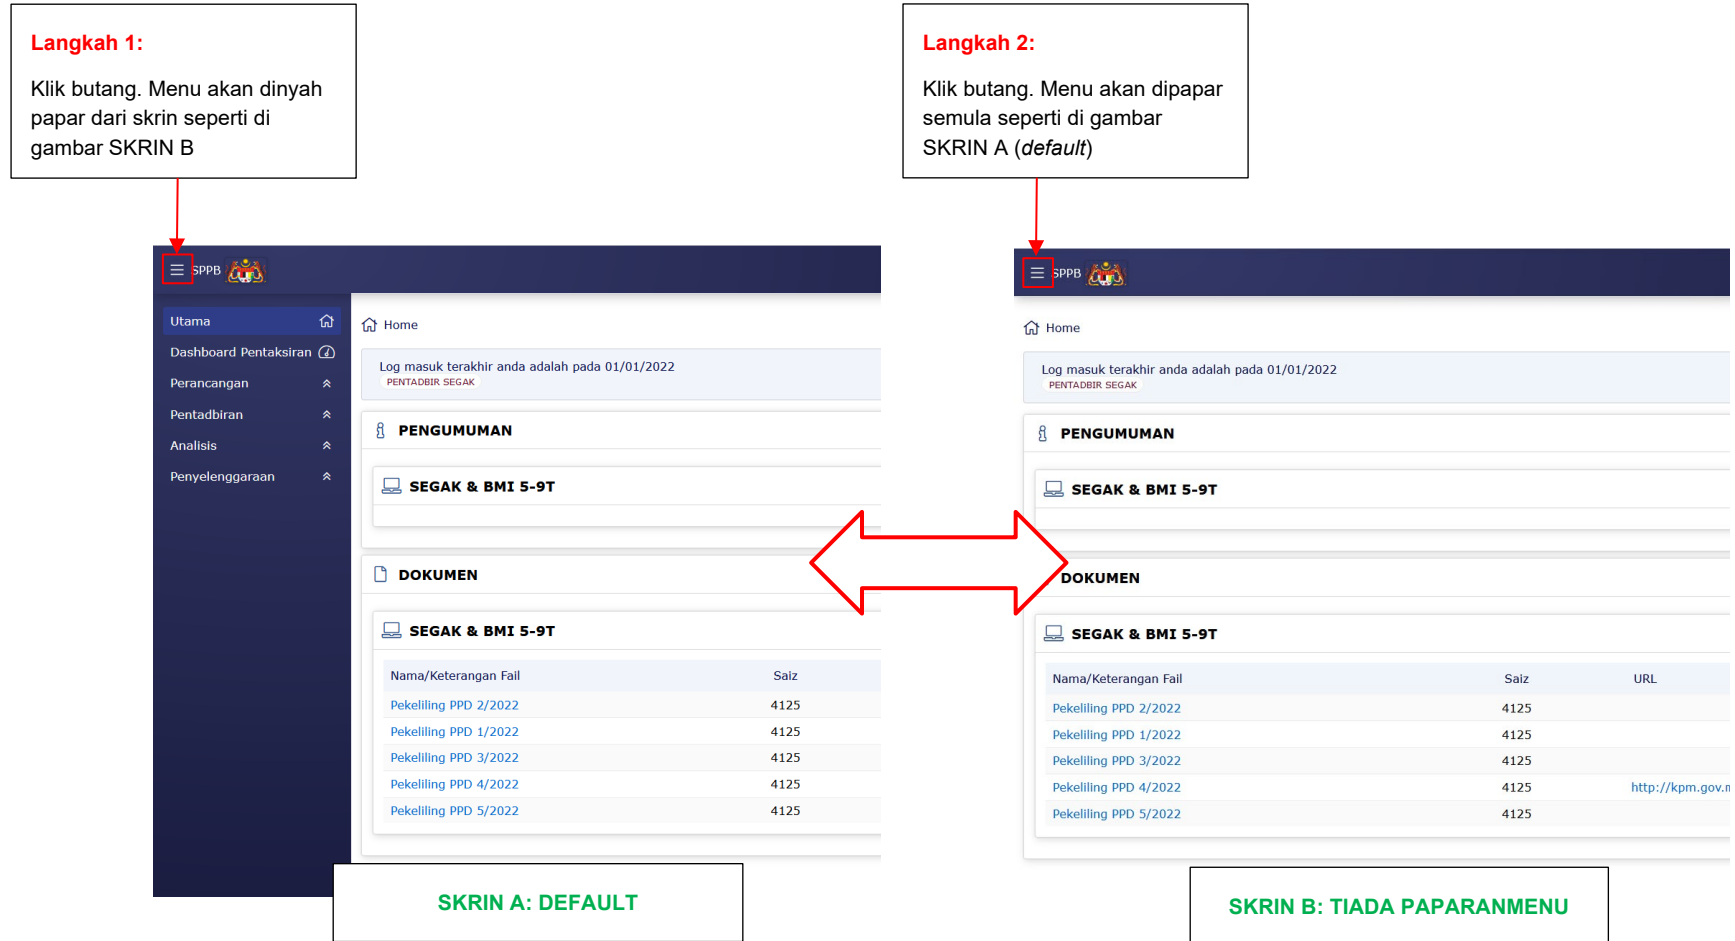 Langkah 1:
Klik butang. Menu akan dinyah
papar dari skrin seperti di
gambar SKRIN B
Langkah 2:
Klik butang. Menu akan dipapar
semula seperti di gambar
SKRIN A (default)
SPPB
Utama
Dashboard Pentaksiran
Perancangan
Pentadbiran
Analisis
Penyelenggaraan
Home
Log masuk terakhir anda adalah pada 01/01/2022
PENTADBIR SEGAK
PENGUMUMAN
SEGAK & BMI 5-9T
DOKUMEN
SEGAK & BMI 5-9T
Nama/Keterangan Fail Saiz
Pekeliling PPD 2/2022 4125
Pekeliling PPD 1/2022 4125
Pekeliling PPD 3/2022 4125
Pekeliling PPD 4/2022 4125
Pekeliling PPD 5/2022 4125
SKRIN A: DEFAULT
SPPB
Home
Log masuk terakhir anda adalah pada 01/01/2022
PENTADBIR SEGAK
PENGUMUMAN
SEGAK & BMI 5-9T
DOKUMEN
SEGAK & BMI 5-9T
Nama/Keterangan Fail Saiz URL
Pekeliling PPD 2/2022 4125
Pekeliling PPD 1/2022 4125
Pekeliling PPD 3/2022 4125
Pekeliling PPD 4/2022 4125 http://kpm.gov.m
Pekeliling PPD 5/2022 4125
SKRIN B: TIADA PAPARANMENU